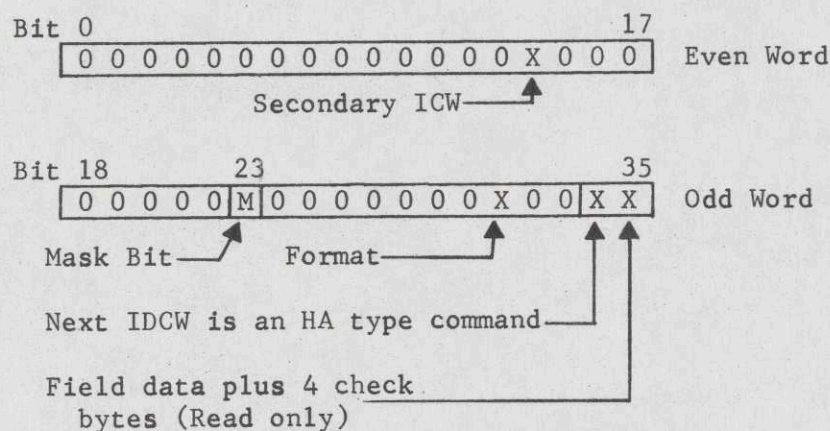 Bit 0 17
0 0 0 0 0 0 0 0 0 0 0 0 0 0 X 0 0 0 Even Word
Secondary ICW
Bit 18 23 35
0 0 0 0 0 M 0 0 0 0 0 0 0 X 0 0 X X Odd Word
Mask Bit Format
Next IDCW is an HA type command
Field data plus 4 check
bytes (Read only)